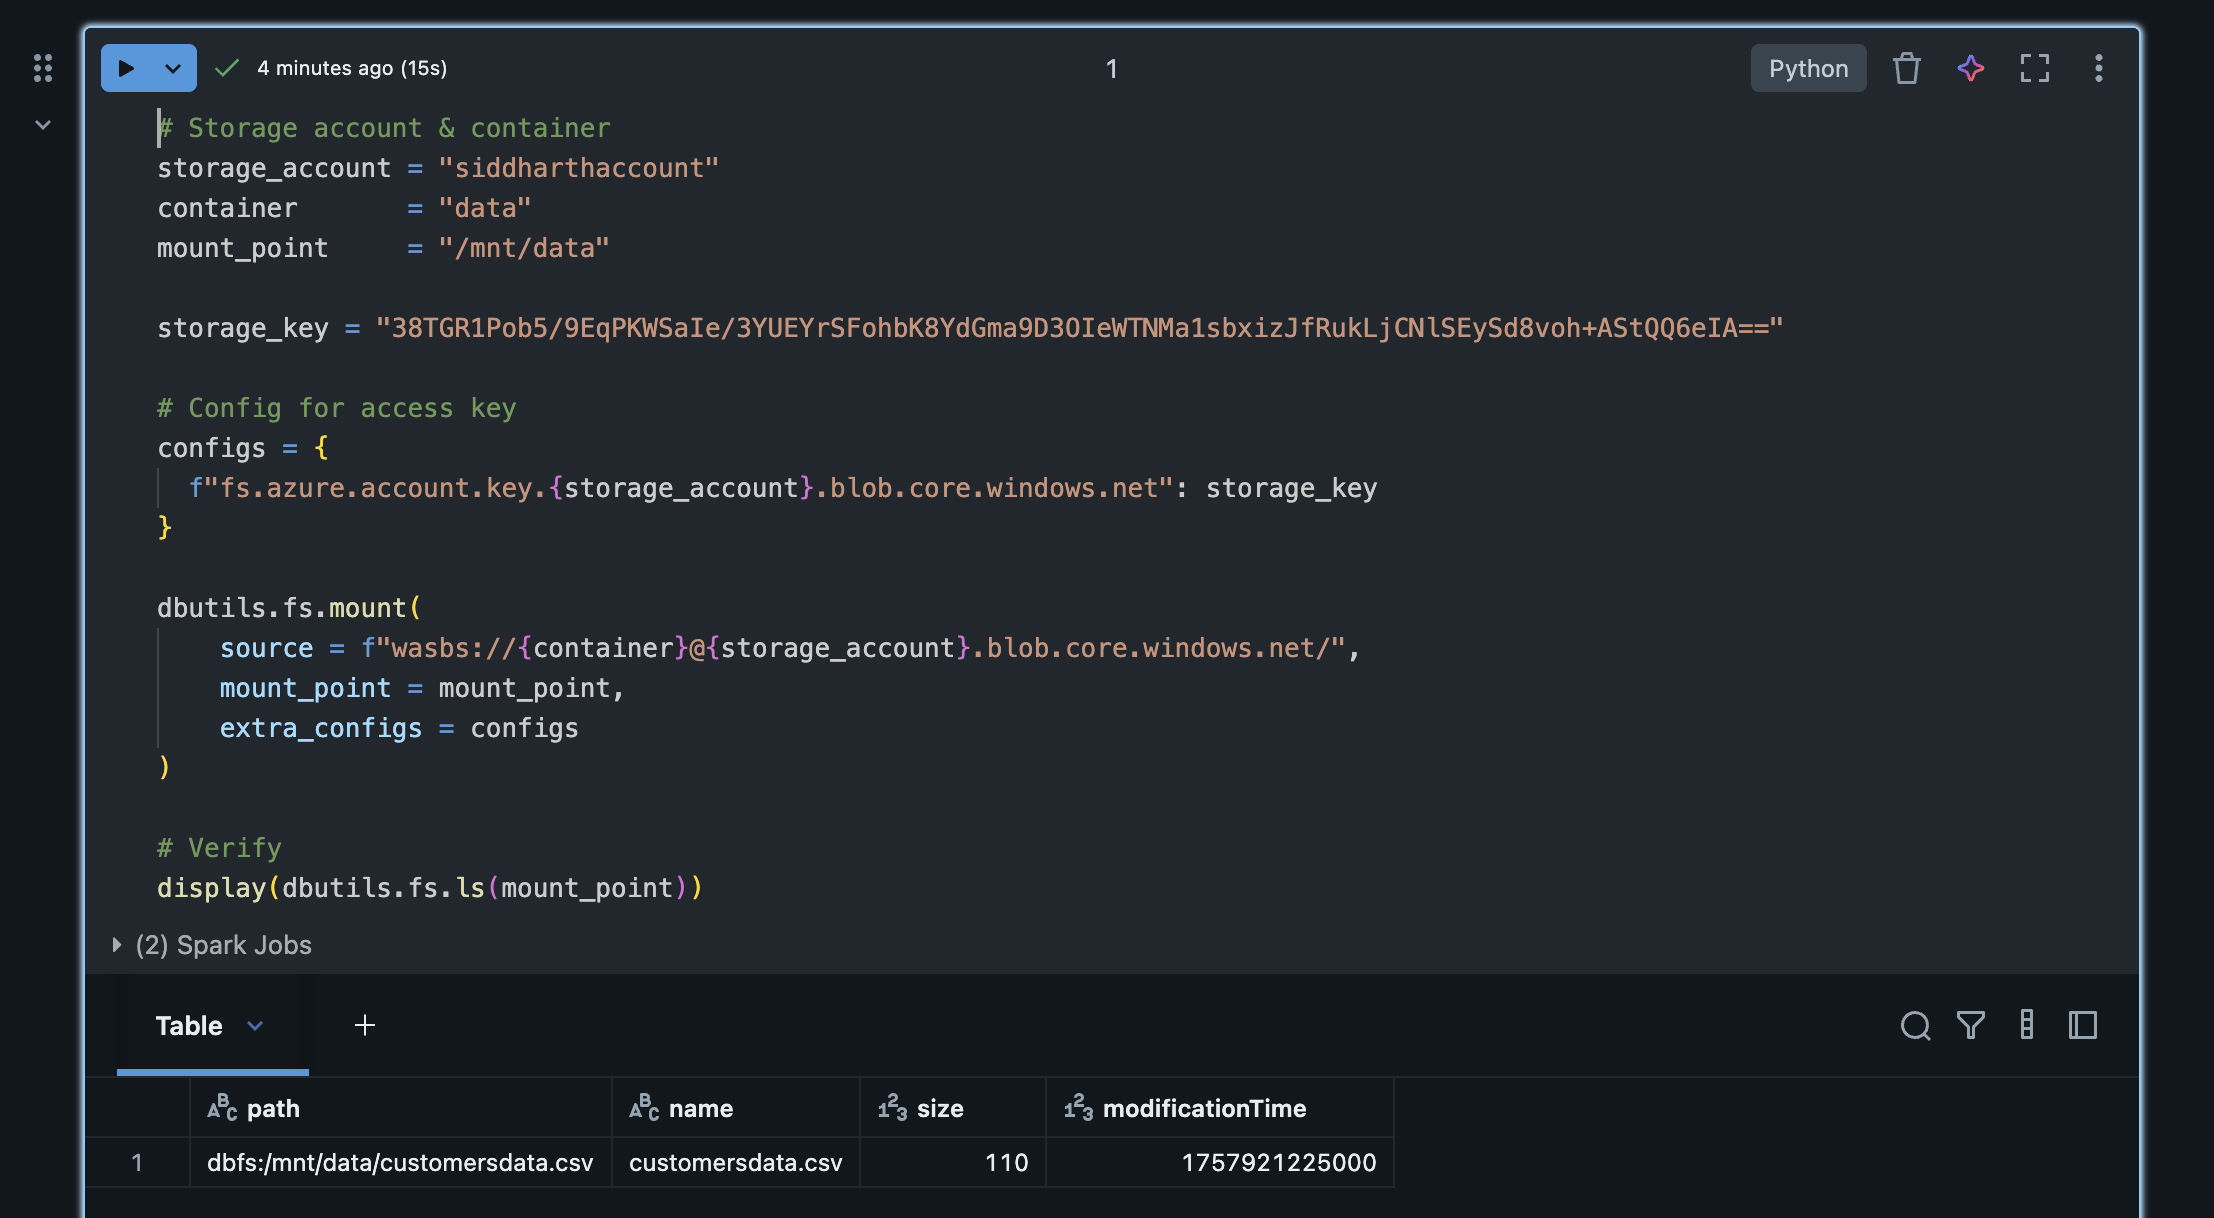 4 minutes ago (15s)
1
Python
# Storage account & container
storage_account = "siddharthaccount"
container       = "data"
mount_point     = "/mnt/data"
storage_key = "38TGR1Pob5/9EqPKWSaIe/3YUEYrSFohbK8YdGma9D3OIeWTNMa1sbxizJfRukLjCNlSEySd8voh+AStQQ6eIA=="
# Config for access key
configs = {
  f"fs.azure.account.key.{storage_account}.blob.core.windows.net": storage_key
}
dbutils.fs.mount(
    source = f"wasbs://{container}@{storage_account}.blob.core.windows.net/",
    mount_point = mount_point,
    extra_configs = configs
)
# Verify
display(dbutils.fs.ls(mount_point))
(2) Spark Jobs
Table
path name size modificationTime
1 dbfs:/mnt/data/customersdata.csv customersdata.csv 110 1757921225000